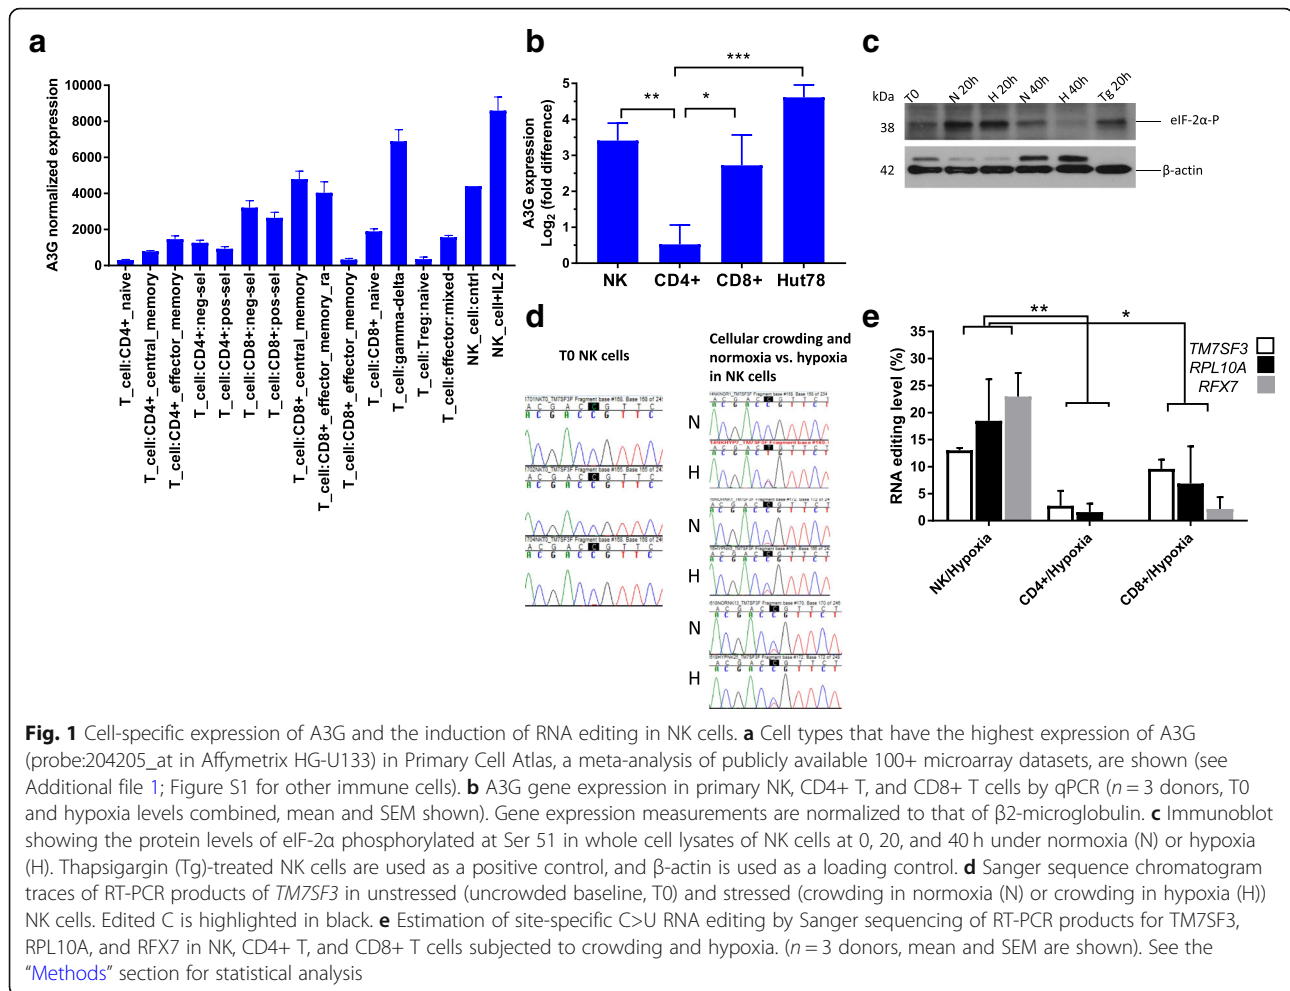 a
A3G normalized expression
10000
8000
6000
4000
2000
0
T_cell:CD4+_naive
T_cell:CD4+_central_memory
T_cell:CD4+_effector_memory
T_cell:CD4+:neg-sel
T_cell:CD4+:pos-sel
T_cell:CD8+:neg-sel
T_cell:CD8+:pos-sel
T_cell:CD8+_central_memory
T_cell:CD8+_effector_memory_ra
T_cell:CD8+_effector_memory
T_cell:CD8+_naive
T_cell:gamma-delta
T_cell:Treg:naive
T_cell:effector:mixed
NK_cell:cntrl
NK_cell+IL2
b
A3G expression
Log2 (fold difference)
5
4
3
2
1
0
***
**
*
NK CD4+ CD8+ Hut78
c
kDa
T0 N 20h H 20h N 40h H 40h Tg 20h
38
eIF-2α-P
42
β-actin
d
T0 NK cells
Cellular crowding and
normoxia vs. hypoxia
in NK cells
A C G A C C G T T C
A C G A C C G T T C
A C G A C C G T T C
A C G A C C G T T C
A C G A C C G T T C
A C G A C C G T T C
N
A C G A C C G T T C T
A C G A C C G T T C T
H
A C G A C T G T T C T
A C G A C T G T T C T
N
A C G A C C G T T C T
A C G A C C G T T C T
H
A C G A C C G T T C T
A C G A C C G T T C T
N
A C G A C C G T T C T
A C G A C C G T T C T
H
A C G A C C G T T C T
A C G A C C G T T C T
e
RNA editing level (%)
35
30
25
20
15
10
5
0
**
*
TM7SF3
RPL10A
RFX7
NK/Hypoxia
CD4+/Hypoxia
CD8+/Hypoxia
Fig. 1 Cell-specific expression of A3G and the induction of RNA editing in NK cells. a Cell types that have the highest expression of A3G
(probe:204205_at in Affymetrix HG-U133) in Primary Cell Atlas, a meta-analysis of publicly available 100+ microarray datasets, are shown (see
Additional file 1; Figure S1 for other immune cells). b A3G gene expression in primary NK, CD4+ T, and CD8+ T cells by qPCR (n = 3 donors, T0
and hypoxia levels combined, mean and SEM shown). Gene expression measurements are normalized to that of β2-microglobulin. c Immunoblot
showing the protein levels of eIF-2α phosphorylated at Ser 51 in whole cell lysates of NK cells at 0, 20, and 40 h under normoxia (N) or hypoxia
(H). Thapsigargin (Tg)-treated NK cells are used as a positive control, and β-actin is used as a loading control. d Sanger sequence chromatogram
traces of RT-PCR products of TM7SF3 in unstressed (uncrowded baseline, T0) and stressed (crowding in normoxia (N) or crowding in hypoxia (H))
NK cells. Edited C is highlighted in black. e Estimation of site-specific C>U RNA editing by Sanger sequencing of RT-PCR products for TM7SF3,
RPL10A, and RFX7 in NK, CD4+ T, and CD8+ T cells subjected to crowding and hypoxia. (n = 3 donors, mean and SEM are shown). See the
“Methods” section for statistical analysis